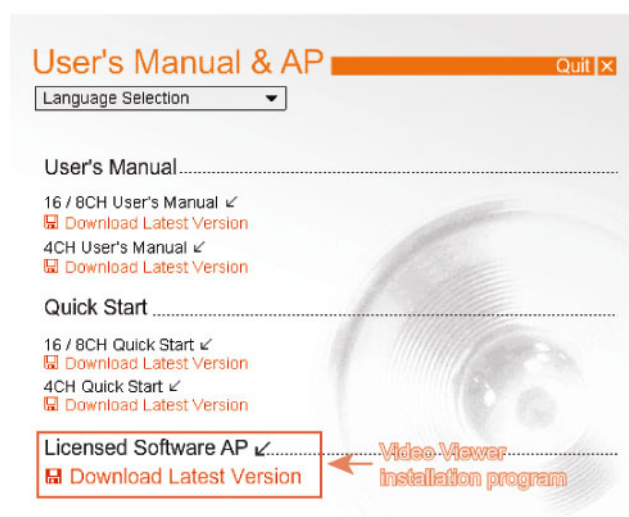 User's Manual & AP
Quit
Language Selection
User's Manual
16 / 8CH User's Manual
Download Latest Version
4CH User's Manual
Download Latest Version
Quick Start
16 / 8CH Quick Start
Download Latest Version
4CH Quick Start
Download Latest Version
Licensed Software AP
Download Latest Version
Video Viewer
installation program